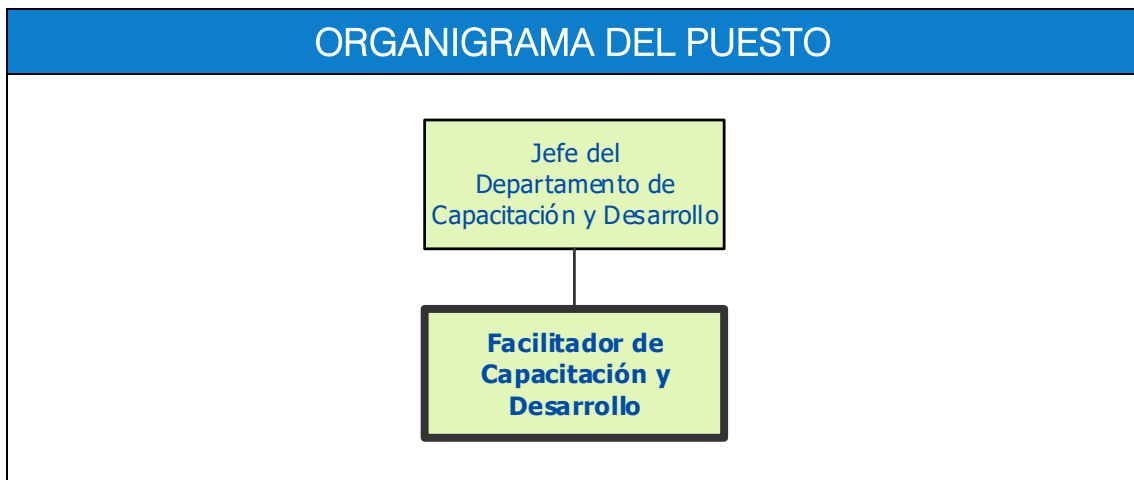 ORGANIGRAMA DEL PUESTO
Jefe del
Departamento de
Capacitación y Desarrollo
Facilitador de
Capacitación y
Desarrollo